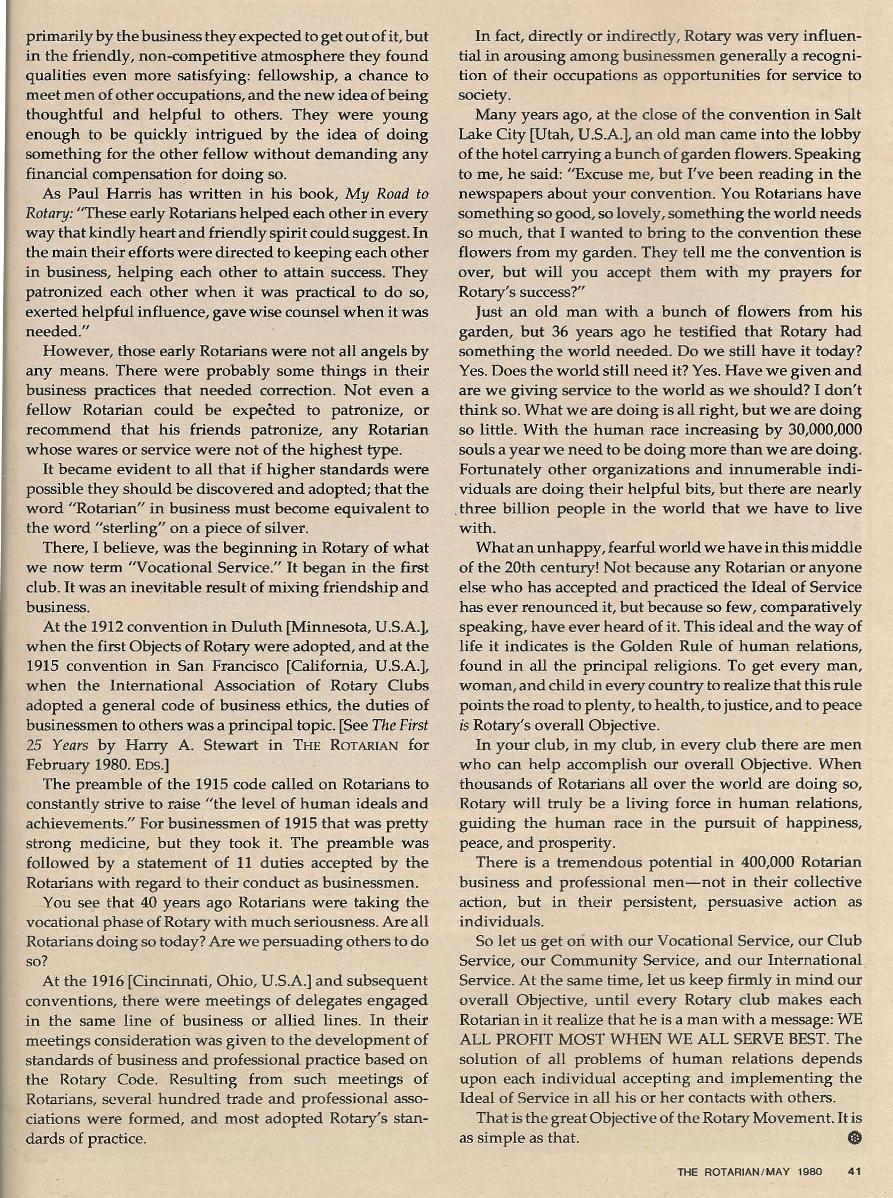 primarily by the business they expected to get out of it, but
in the friendly, non-competitive atmosphere they found
qualities even more satisfying: fellowship, a chance to
meet men of other occupations, and the new idea of being
thoughtful and helpful to others. They were young
enough to be quickly intrigued by the idea of doing
something for the other fellow without demanding any
financial compensation for doing so.
As Paul Harris has written in his book, My Road to
Rotary: “These early Rotarians helped each other in every
way that kindly heart and friendly spirit could suggest. In
the main their efforts were directed to keeping each other
in business, helping each other to attain success. They
patronized each other when it was practical to do so,
exerted helpful influence, gave wise counsel when it was
needed.”
However, those early Rotarians were not all angels by
any means. There were probably some things in their
business practices that needed correction. Not even a
fellow Rotarian could be expected to patronize, or
recommend that his friends patronize, any Rotarian
whose wares or service were not of the highest type.
It became evident to all that if higher standards were
possible they should be discovered and adopted; that the
word “Rotarian” in business must become equivalent to
the word “sterling” on a piece of silver.
There, I believe, was the beginning in Rotary of what
we now term “Vocational Service.” It began in the first
club. It was an inevitable result of mixing friendship and
business.
At the 1912 convention in Duluth [Minnesota, U.S.A.],
when the first Objects of Rotary were adopted, and at the
1915 convention in San Francisco [California, U.S.A.],
when the International Association of Rotary Clubs
adopted a general code of business ethics, the duties of
businessmen to others was a principal topic. [See The First
25 Years by Harry A. Stewart in THE ROTARIAN for
February 1980. EDS.]
The preamble of the 1915 code called on Rotarians to
constantly strive to raise “the level of human ideals and
achievements.” For businessmen of 1915 that was pretty
strong medicine, but they took it. The preamble was
followed by a statement of 11 duties accepted by the
Rotarians with regard to their conduct as businessmen.
You see that 40 years ago Rotarians were taking the
vocational phase of Rotary with much seriousness. Are all
Rotarians doing so today? Are we persuading others to do
so?
At the 1916 [Cincinnati, Ohio, U.S.A.] and subsequent
conventions, there were meetings of delegates engaged
in the same line of business or allied lines. In their
meetings consideration was given to the development of
standards of business and professional practice based on
the Rotary Code. Resulting from such meetings of
Rotarians, several hundred trade and professional asso-
ciations were formed, and most adopted Rotary's stan-
dards of practice.
In fact, directly or indirectly, Rotary was very influen-
tial in arousing among businessmen generally a recogni-
tion of their occupations as opportunities for service to
society.
Many years ago, at the close of the convention in Salt
Lake City [Utah, U.S.A.], an old man came into the lobby
of the hotel carrying a bunch of garden flowers. Speaking
to me, he said: “Excuse me, but I've been reading in the
newspapers about your convention. You Rotarians have
something so good, so lovely, something the world needs
so much, that I wanted to bring to the convention these
flowers from my garden. They tell me the convention is
over, but will you accept them with my prayers for
Rotary's success?”
Just an old man with a bunch of flowers from his
garden, but 36 years ago he testified that Rotary had
something the world needed. Do we still have it today?
Yes. Does the world still need it? Yes. Have we given and
are we giving service to the world as we should? I don't
think so. What we are doing is all right, but we are doing
so little. With the human race increasing by 30,000,000
souls a year we need to be doing more than we are doing.
Fortunately other organizations and innumerable indi-
viduals are doing their helpful bits, but there are nearly
three billion people in the world that we have to live
with.
What an unhappy, fearful world we have in this middle
of the 20th century! Not because any Rotarian or anyone
else who has accepted and practiced the Ideal of Service
has ever renounced it, but because so few, comparatively
speaking, have ever heard of it. This ideal and the way of
life it indicates is the Golden Rule of human relations,
found in all the principal religions. To get every man,
woman, and child in every country to realize that this rule
points the road to plenty, to health, to justice, and to peace
is Rotary's overall Objective.
In your club, in my club, in every club there are men
who can help accomplish our overall Objective. When
thousands of Rotarians all over the world are doing so,
Rotary will truly be a living force in human relations,
guiding the human race in the pursuit of happiness,
peace, and prosperity.
There is a tremendous potential in 400,000 Rotarian
business and professional men—not in their collective
action, but in their persistent, persuasive action as
individuals.
So let us get on with our Vocational Service, our Club
Service, our Community Service, and our International
Service. At the same time, let us keep firmly in mind our
overall Objective, until every Rotary club makes each
Rotarian in it realize that he is a man with a message: WE
ALL PROFIT MOST WHEN WE ALL SERVE BEST. The
solution of all problems of human relations depends
upon each individual accepting and implementing the
Ideal of Service in all his or her contacts with others.
That is the great Objective of the Rotary Movement. It is
as simple as that.
THE ROTARIAN/MAY 1980 41